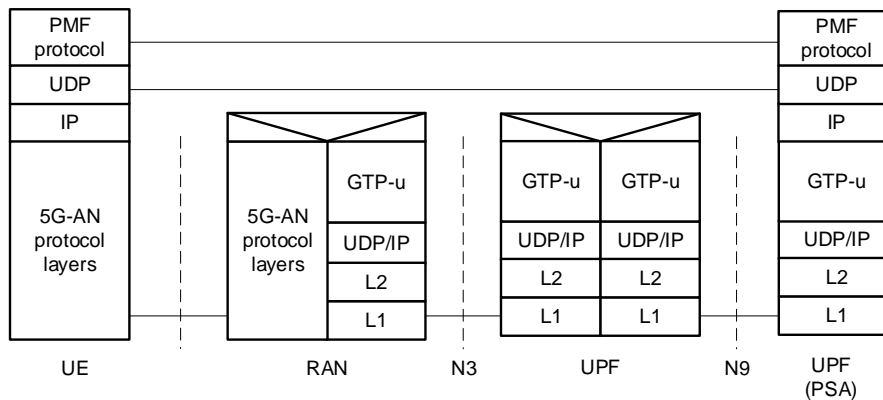 PMF
protocol
UDP
IP
5G-AN
protocol
layers
UE
5G-AN
protocol
layers
GTP-u
UDP/IP
L2
L1
RAN
N3
GTP-u
GTP-u
UDP/IP
UDP/IP
L2
L2
L1
L1
UPF
N9
PMF
protocol
UDP
IP
GTP-u
UDP/IP
L2
L1
UPF
(PSA)